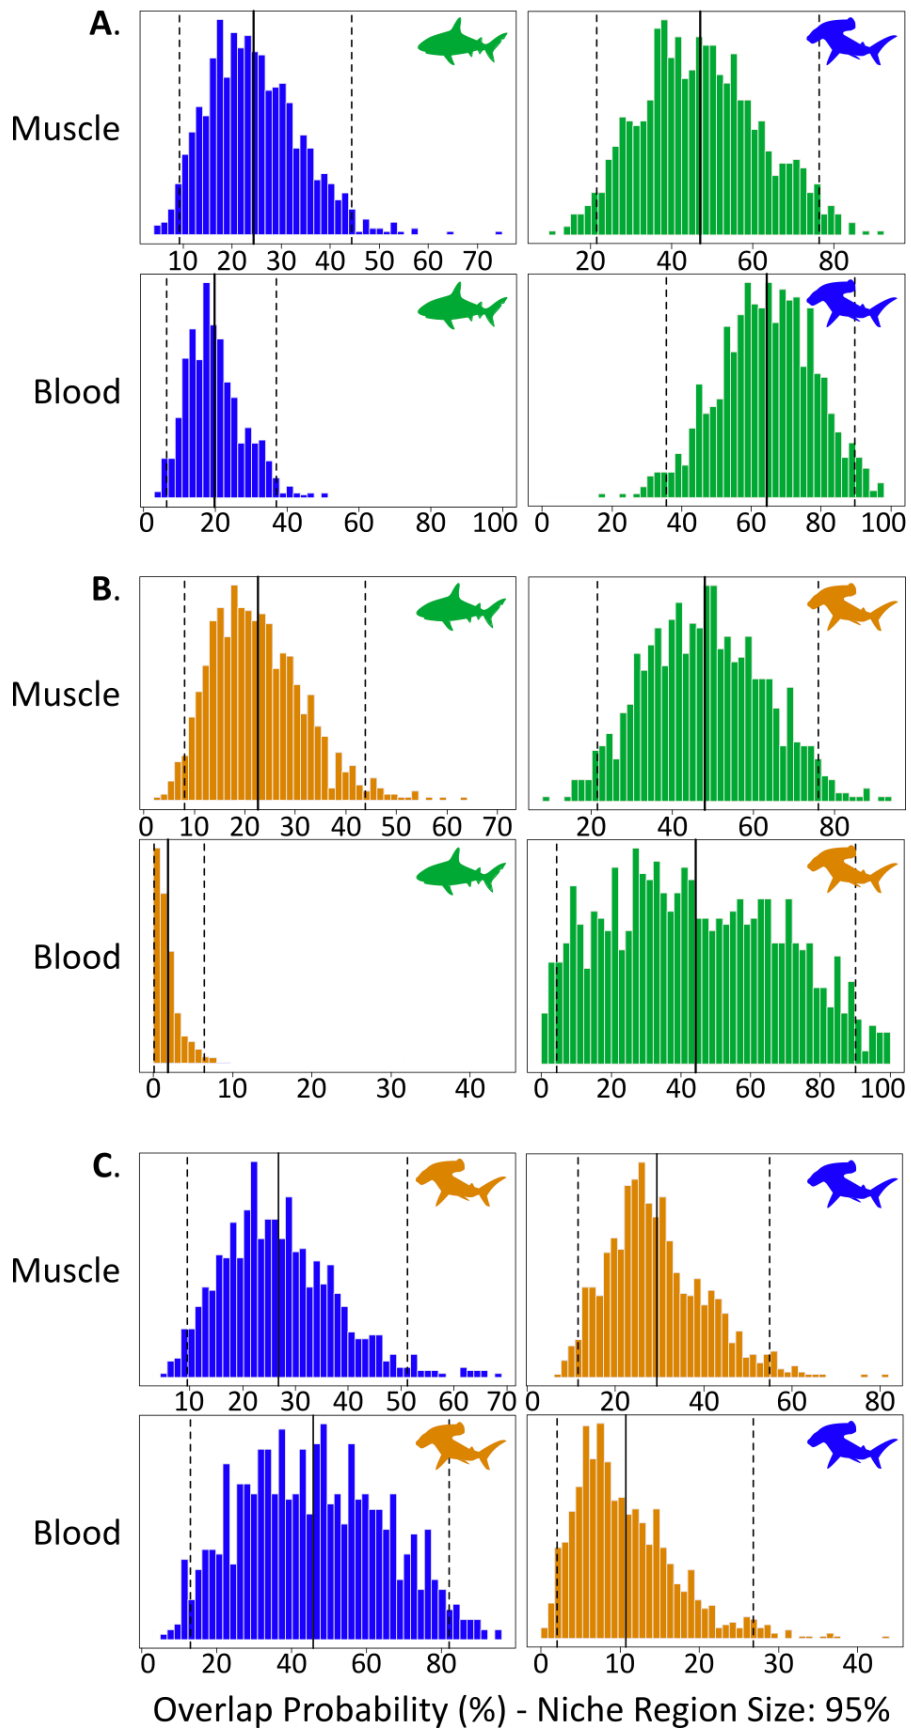 A.
Muscle
10 20 30 40 50 60 70
20 40 60 80
Blood
0 20 40 60 80 100
0 20 40 60 80 100
B.
Muscle
0 10 20 30 40 50 60 70
20 40 60 80
Blood
0 10 20 30 40
0 20 40 60 80 100
C.
Muscle
10 20 30 40 50 60 70
0 20 40 60 80
Blood
0 20 40 60 80
0 10 20 30 40
Overlap Probability (%) - Niche Region Size: 95%